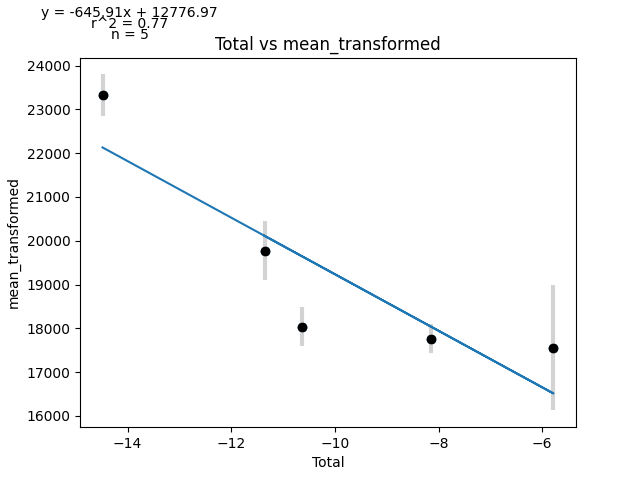 y = -645.91x + 12776.97
r^2 = 0.77
n = 5
Total vs mean_transformed
24000
23000
22000
21000
20000
19000
18000
17000
16000
mean_transformed
−14
−12
−10
−8
−6
Total